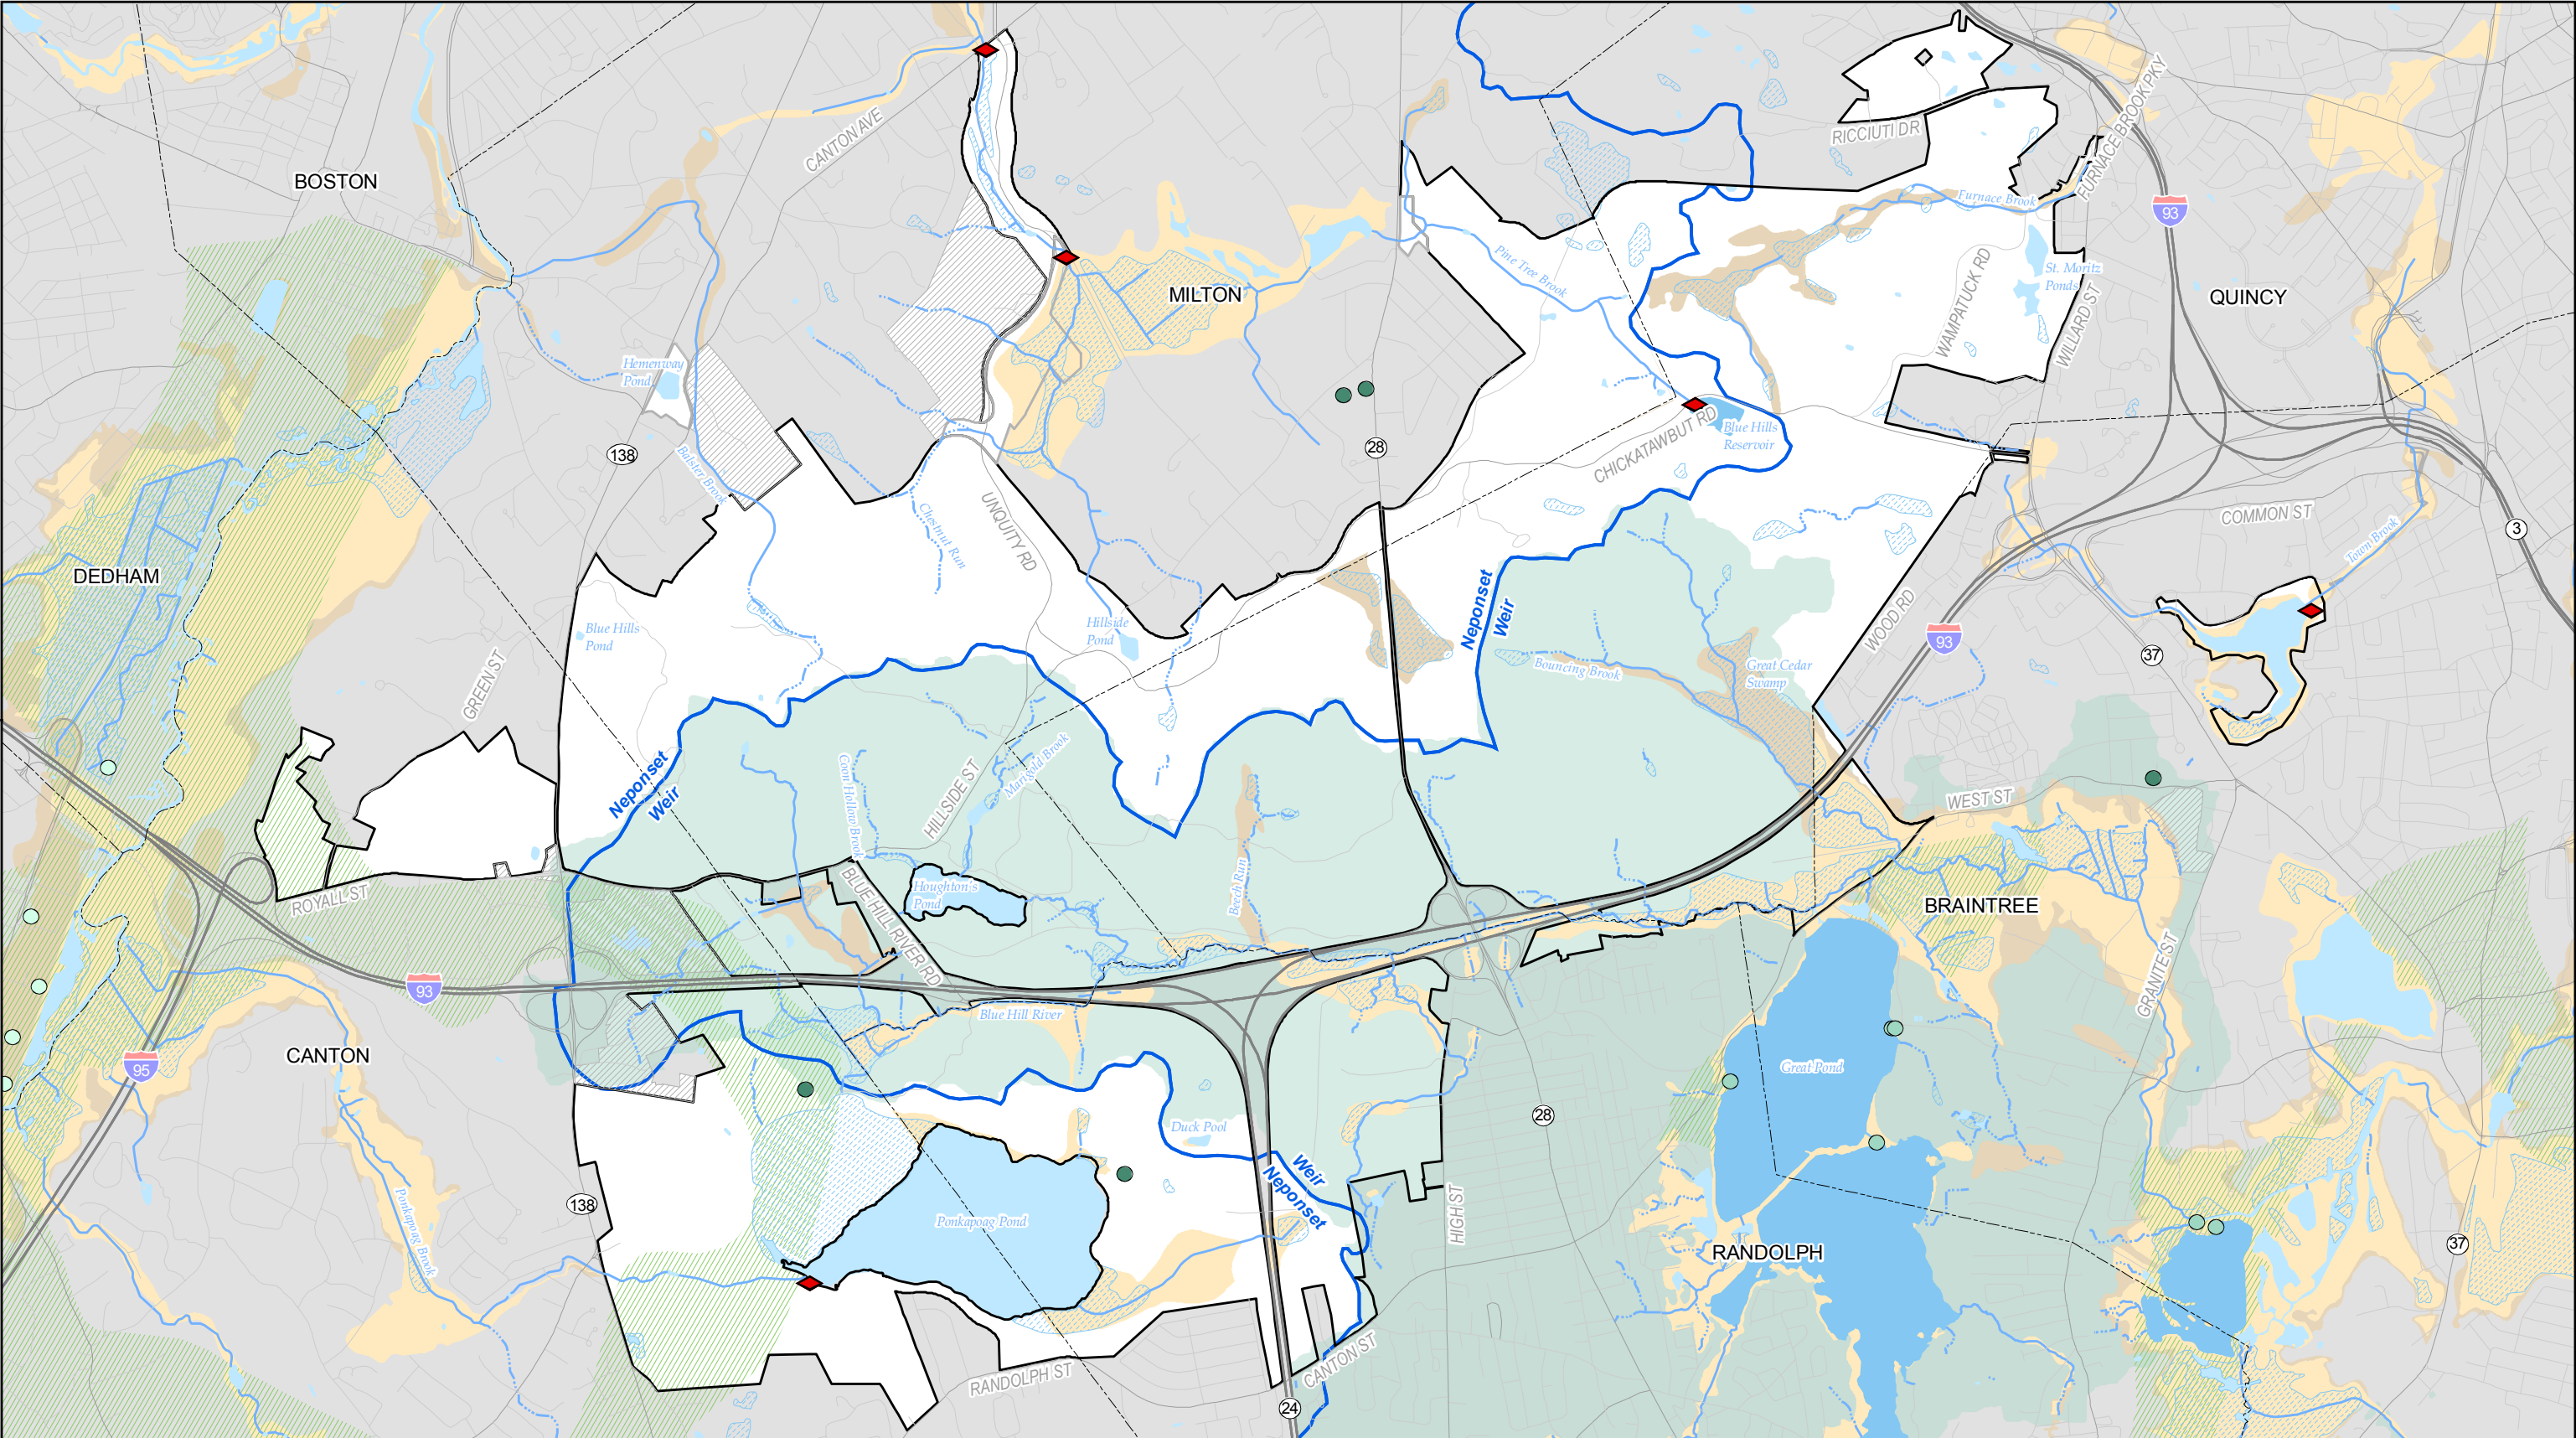 BOSTON
CANTON AVE
RICCIUTI DR
FURNACE BROOK PKY
93
Furnace Brook
MILTON
Pine Tree Brook
WAMPATUCK RD
St. Moritz
Ponds
WILLARD ST
QUINCY
Hemenway
Pond
138
Balster Brook
28
CHICKATAWBUT RD
Blue Hills
Reservoir
Chestnut Run
UNQUITY RD
COMMON ST
3
Town Brook
DEDHAM
GREEN ST
Blue Hills
Pond
Hillside
Pond
Neponset
Weir
Bouncing Brook
Great Cedar
Swamp
WOOD RD
93
37
Neponset
Weir
Coon Hollow Brook
HILLSIDE ST
Marigold Brook
WEST ST
ROYALL ST
BLUE HILL RIVER RD
Houghton's
Pond
Beech Run
BRAINTREE
GRANITE ST
93
95
CANTON
Blue Hill River
Great Pond
28
Duck Pool
Weir
Neponset
138
Ponkapoag Brook
Ponkapoag Pond
HIGH ST
RANDOLPH
37
RANDOLPH ST
CANTON ST
24